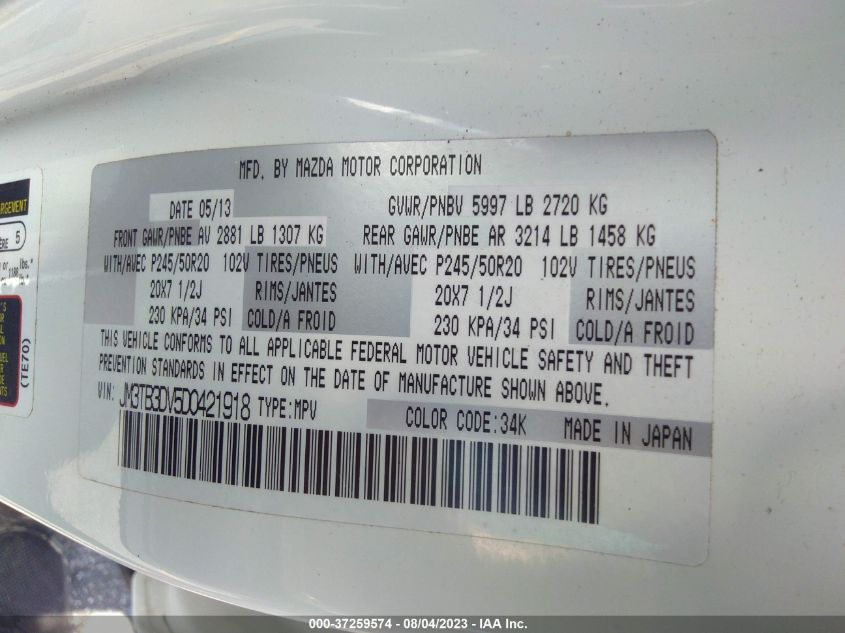 MFD. BY MAZDA MOTOR CORPORATION
DATE 05/13 GVWR/PNBV 5997 LB 2720 KG
FRONT GAWR/PNBE AV 2881 LB 1307 KG REAR GAWR/PNBE AR 3214 LB 1458 KG
WITH/AVEC P245/50R20 102V TIRES/PNEUS WITH/AVEC P245/50R20 102V TIRES/PNEUS
20X7 1/2J RIMS/JANTES 20X7 1/2J RIMS/JANTES
230 KPA/34 PSI COLD/A FROID 230 KPA/34 PSI COLD/A FROID
THIS VEHICLE CONFORMS TO ALL APPLICABLE FEDERAL MOTOR VEHICLE SAFETY AND THEFT
PREVENTION STANDARDS IN EFFECT ON THE DATE OF MANUFACTURE SHOWN ABOVE.
VIN: JM3TB3DV5D0421918 TYPE:MPV COLOR CODE:34K MADE IN JAPAN
5
(TE70)
000-37259574 - 08/04/2023 - IAA Inc.